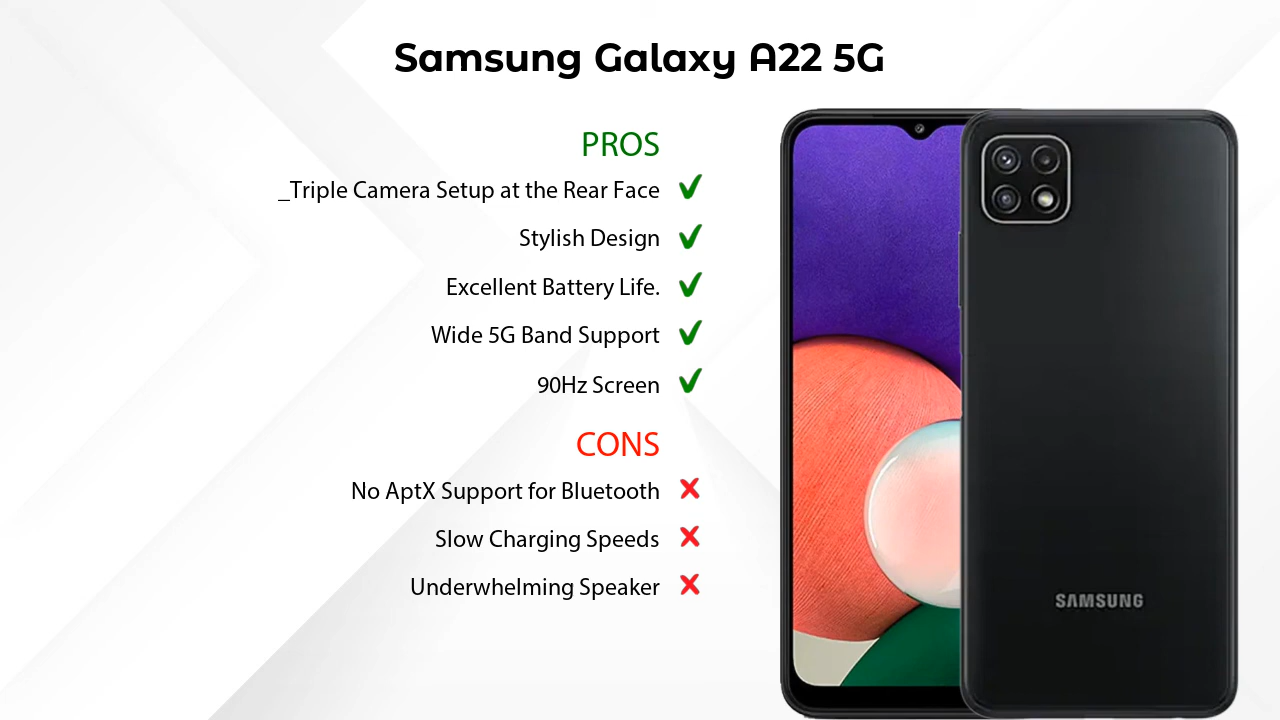 Samsung Galaxy A22 5G
PROS
_Triple Camera Setup at the Rear Face
Stylish Design
Excellent Battery Life.
Wide 5G Band Support
90Hz Screen
CONS
No AptX Support for Bluetooth
Slow Charging Speeds
Underwhelming Speaker
SAMSUNG